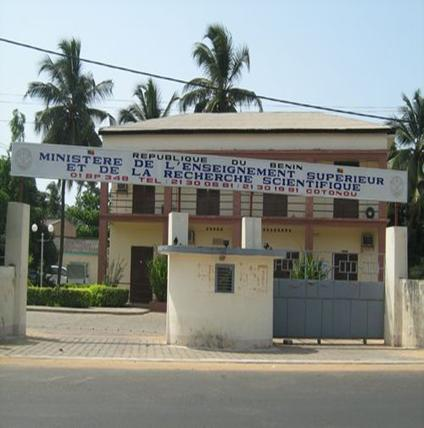 REPUBLIQUE DU BENIN
MINISTÈRE DE L'ENSEIGNEMENT SUPERIEUR
ET DE LA RECHERCHE SCIENTIFIQUE
01 BP 348 TEL : 21 30 06 81 / 21 30 19 91 COTONOU